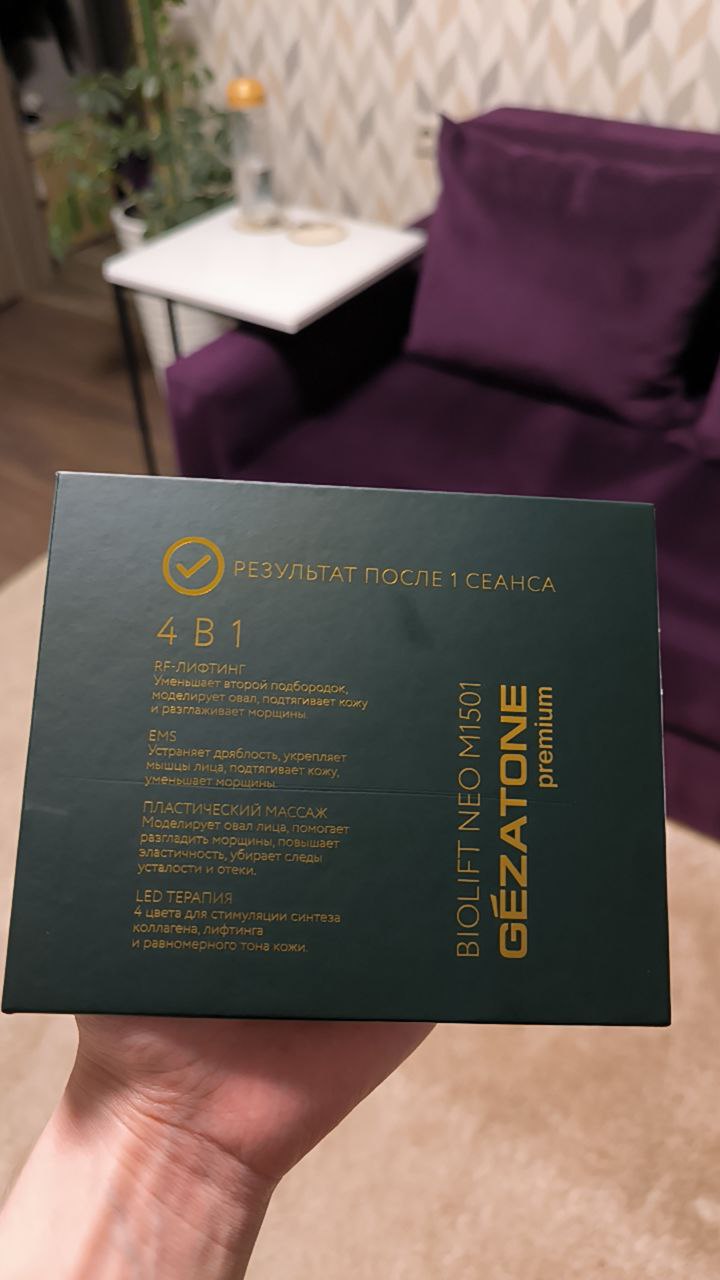 РЕЗУЛЬТАТ ПОСЛЕ 1 СЕАНСА
4 В 1
RF-ЛИФТИНГ
Уменьшает второй подбородок,
моделирует овал, подтягивает кожу
и разглаживает морщины.
EMS
Устраняет дряблость, укрепляет
мышцы лица, подтягивает кожу,
уменьшает морщины.
ПЛАСТИЧЕСКИЙ МАССАЖ
Моделирует овал лица, помогает
разгладить морщины, повышает
эластичность, убирает следы
усталости и отеки.
LED ТЕРАПИЯ
4 цвета для стимуляции синтеза
коллагена, лифтинга
и равномерного тона кожи.
BIOLIFT NEO M1501
GÉZATONE
premium